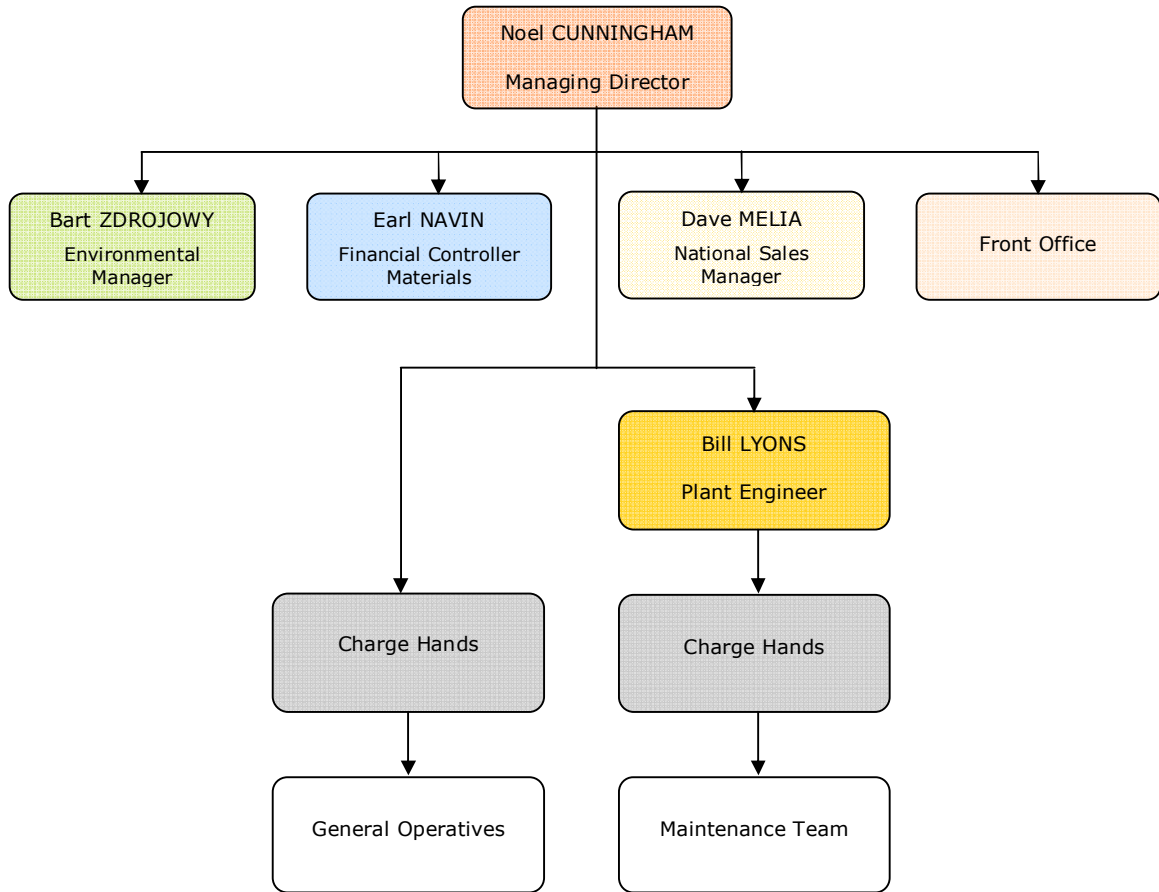 Noel CUNNINGHAM
Managing Director
Bart ZDROJOWY
Environmental
Manager
Earl NAVIN
Financial Controller
Materials
Dave MELIA
National Sales
Manager
Front Office
Bill LYONS
Plant Engineer
Charge Hands
Charge Hands
General Operatives
Maintenance Team